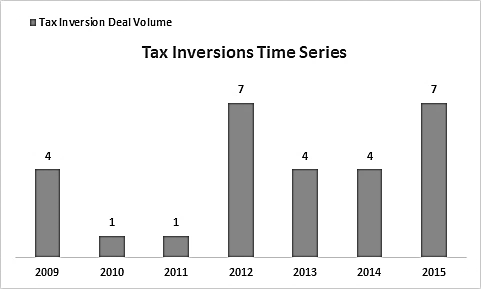 Tax Inversion Deal Volume
Tax Inversions Time Series
4 1 1 7 4 4 7
2009 2010 2011 2012 2013 2014 2015